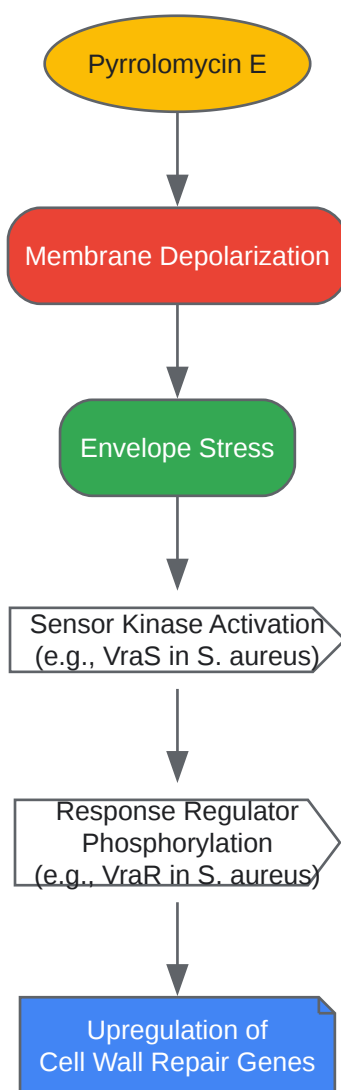 Pyrrolomycin E
Membrane Depolarization
Envelope Stress
Sensor Kinase Activation
(e.g., VraS in S. aureus)
Response Regulator
Phosphorylation
(e.g., VraR in S. aureus)
Upregulation of
Cell Wall Repair Genes